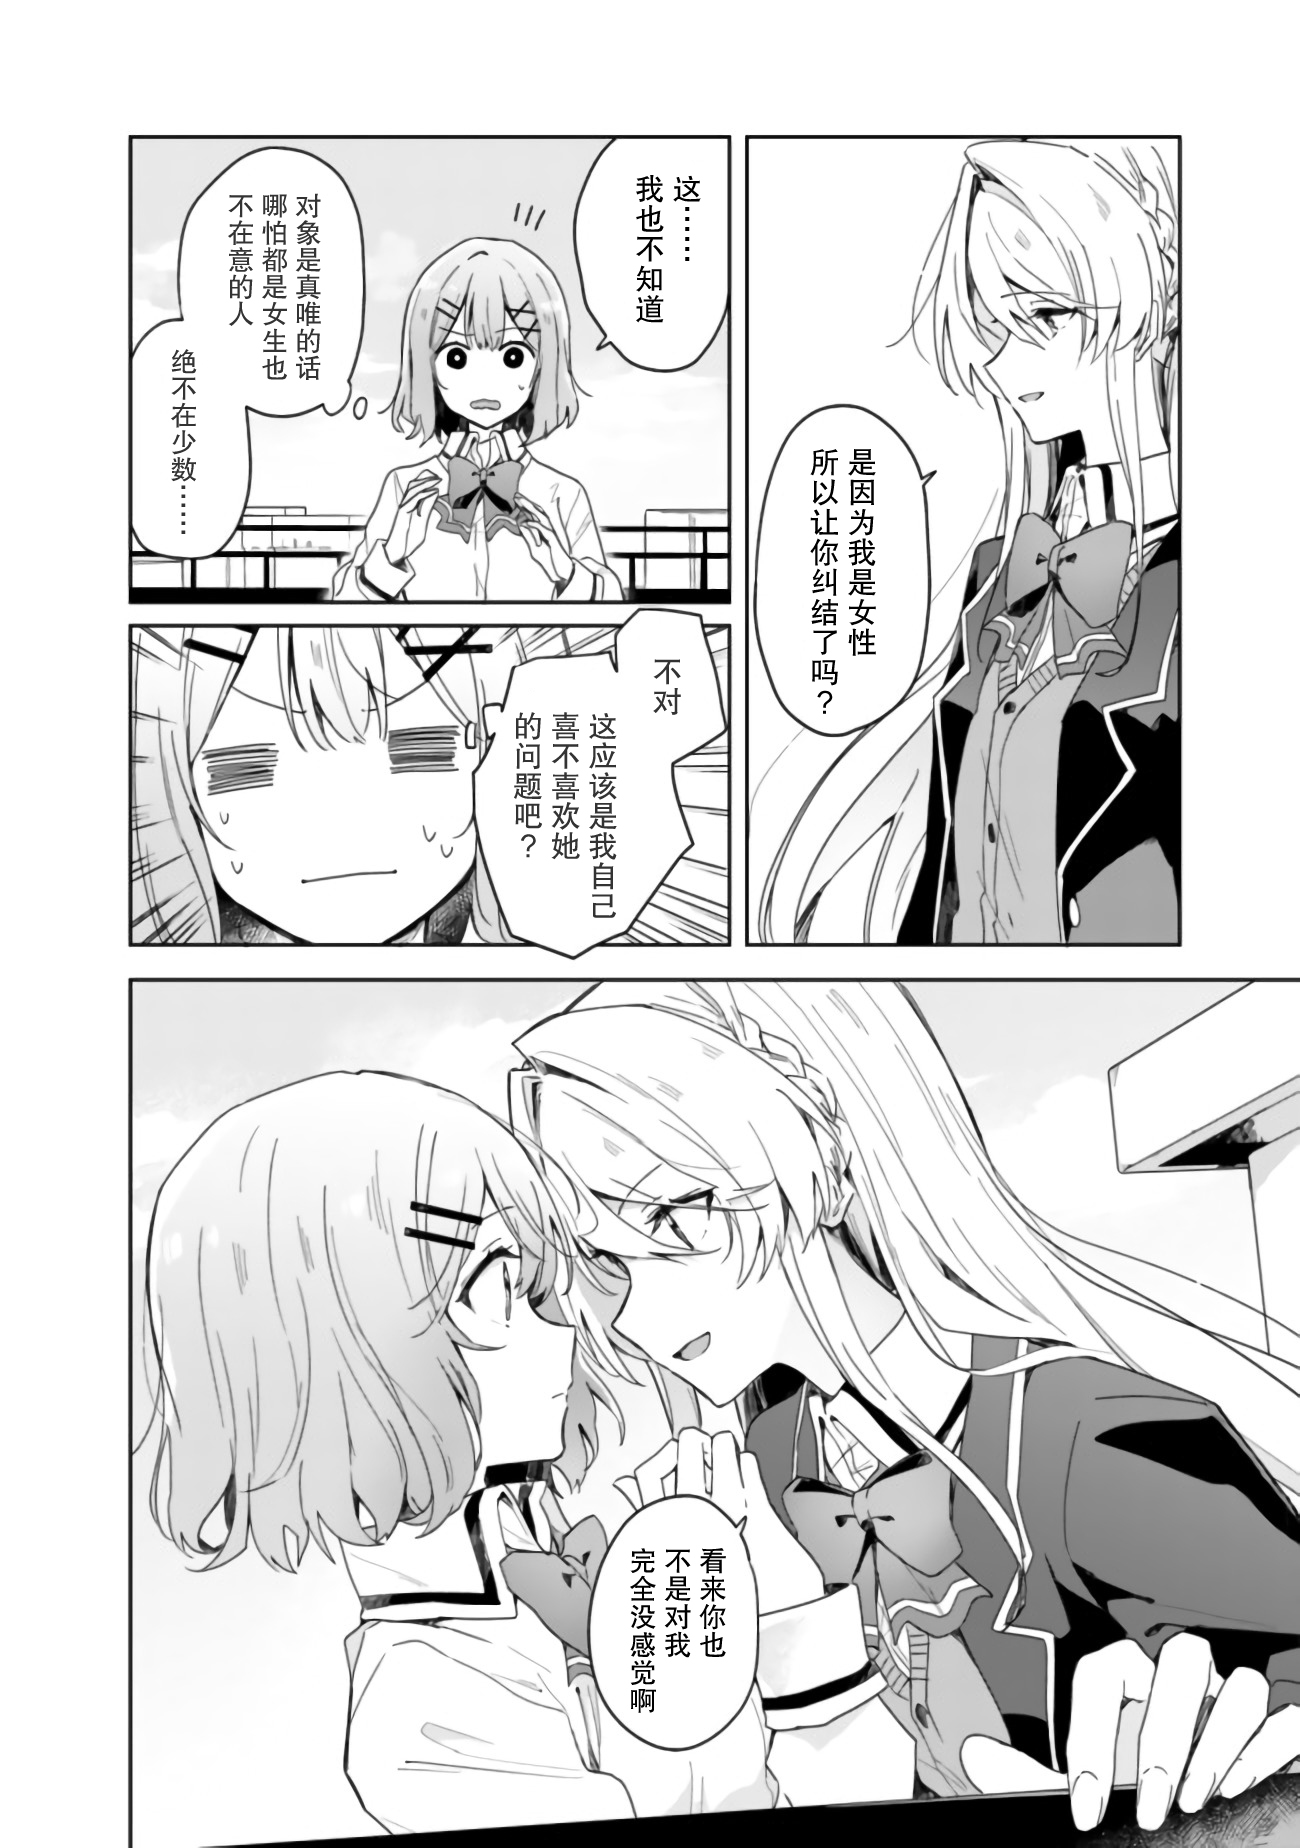 是因为我是女性
所以让你纠结了吗？
这……
我也不知道
对象是真唯的话
哪怕都是女生也
不在意的人
绝不在少数……
不对
这应该是我自己
喜不喜欢她
的问题吧？
看来你也
不是对我
完全没感觉啊